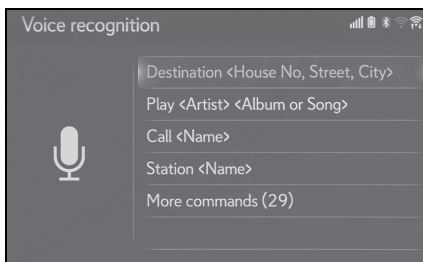 Voice recognition
Destination <House No, Street, City>
Play <Artist> <Album or Song>
Call <Name>
Station <Name>
More commands (29)